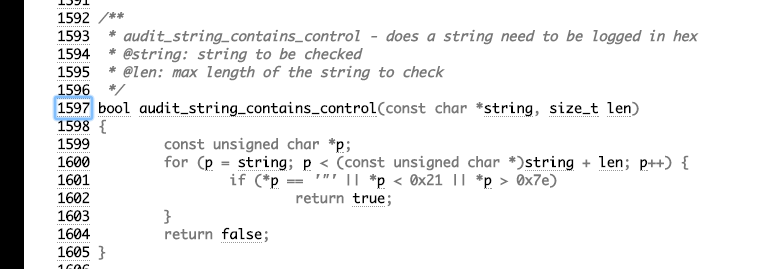 1591
1592 /**
1593  * audit_string_contains_control - does a string need to be logged in hex
1594  * @string: string to be checked
1595  * @len: max length of the string to check
1596  */
1597 bool audit_string_contains_control(const char *string, size_t len)
1598 {
1599         const unsigned char *p;
1600         for (p = string; p < (const unsigned char *)string + len; p++) {
1601                 if (*p == '"' || *p < 0x21 || *p > 0x7e)
1602                         return true;
1603         }
1604         return false;
1605 }
1606